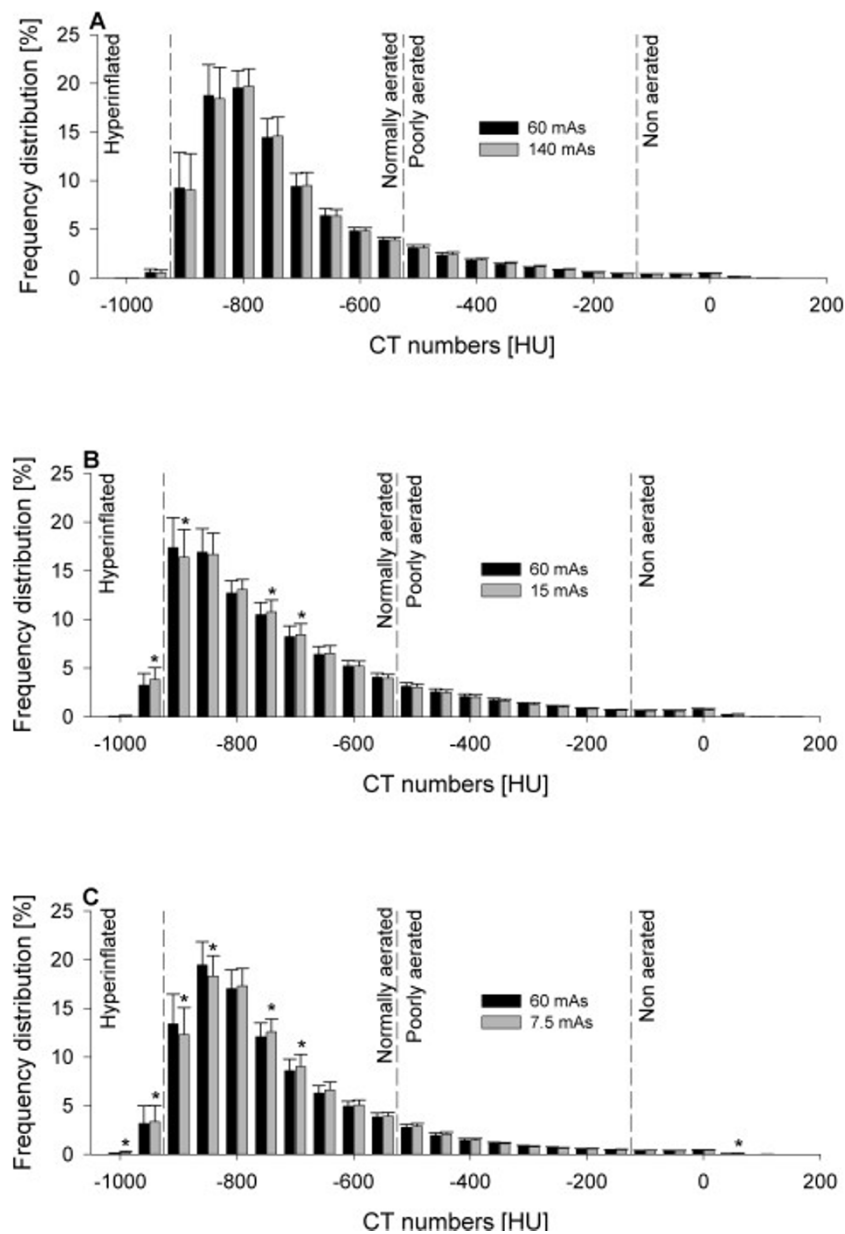 A
Frequency distribution [%]
25
20
15
10
5
0
Hyperinflated
Normally aerated
Poorly aerated
Non aerated
60 mAs
140 mAs
-1000 -800 -600 -400 -200 0 200
CT numbers [HU]
B
Frequency distribution [%]
25
20
15
10
5
0
Hyperinflated
Normally aerated
Poorly aerated
Non aerated
60 mAs
15 mAs
* * * *
-1000 -800 -600 -400 -200 0 200
CT numbers [HU]
C
Frequency distribution [%]
25
20
15
10
5
0
Hyperinflated
Normally aerated
Poorly aerated
Non aerated
60 mAs
7.5 mAs
* * * * * * *
-1000 -800 -600 -400 -200 0 200
CT numbers [HU]